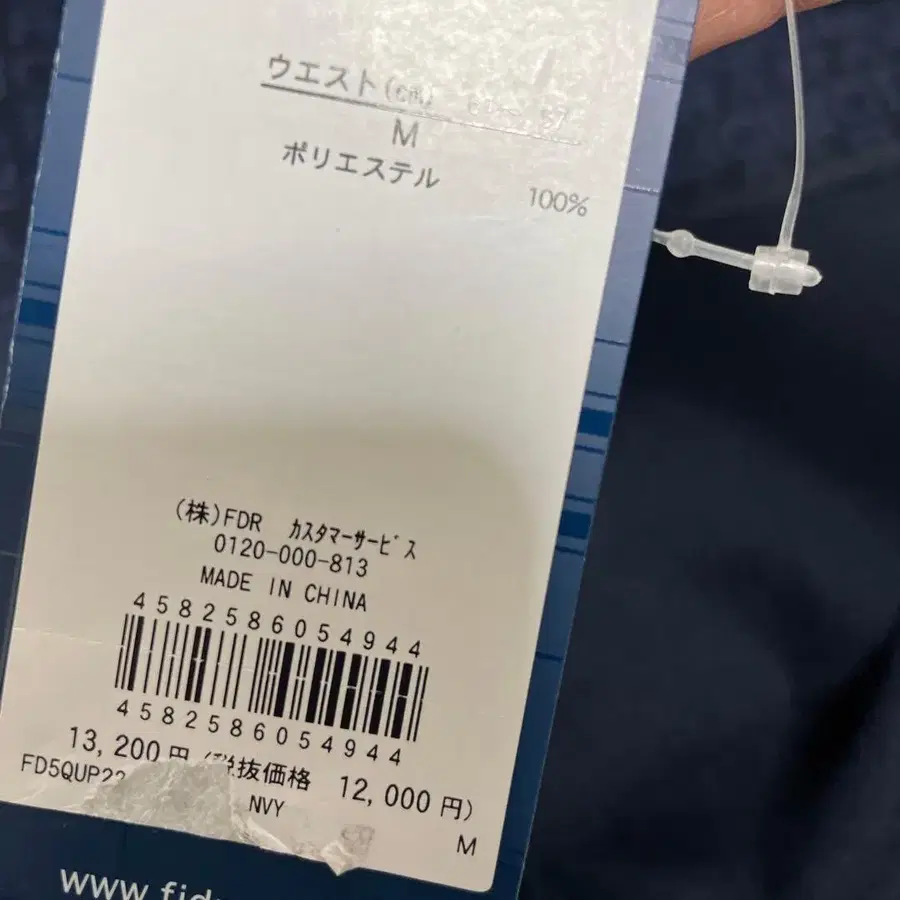 ウエスト(cm)
M
ポリエステル 100%
(株)FDR ｶｽﾀﾏｰｻｰﾋﾞｽ
0120-000-813
MADE IN CHINA
4582586054944
4582586054944
13,200円 (税抜価格 12,000円)
FD5QUP22
NVY
M
www.fid